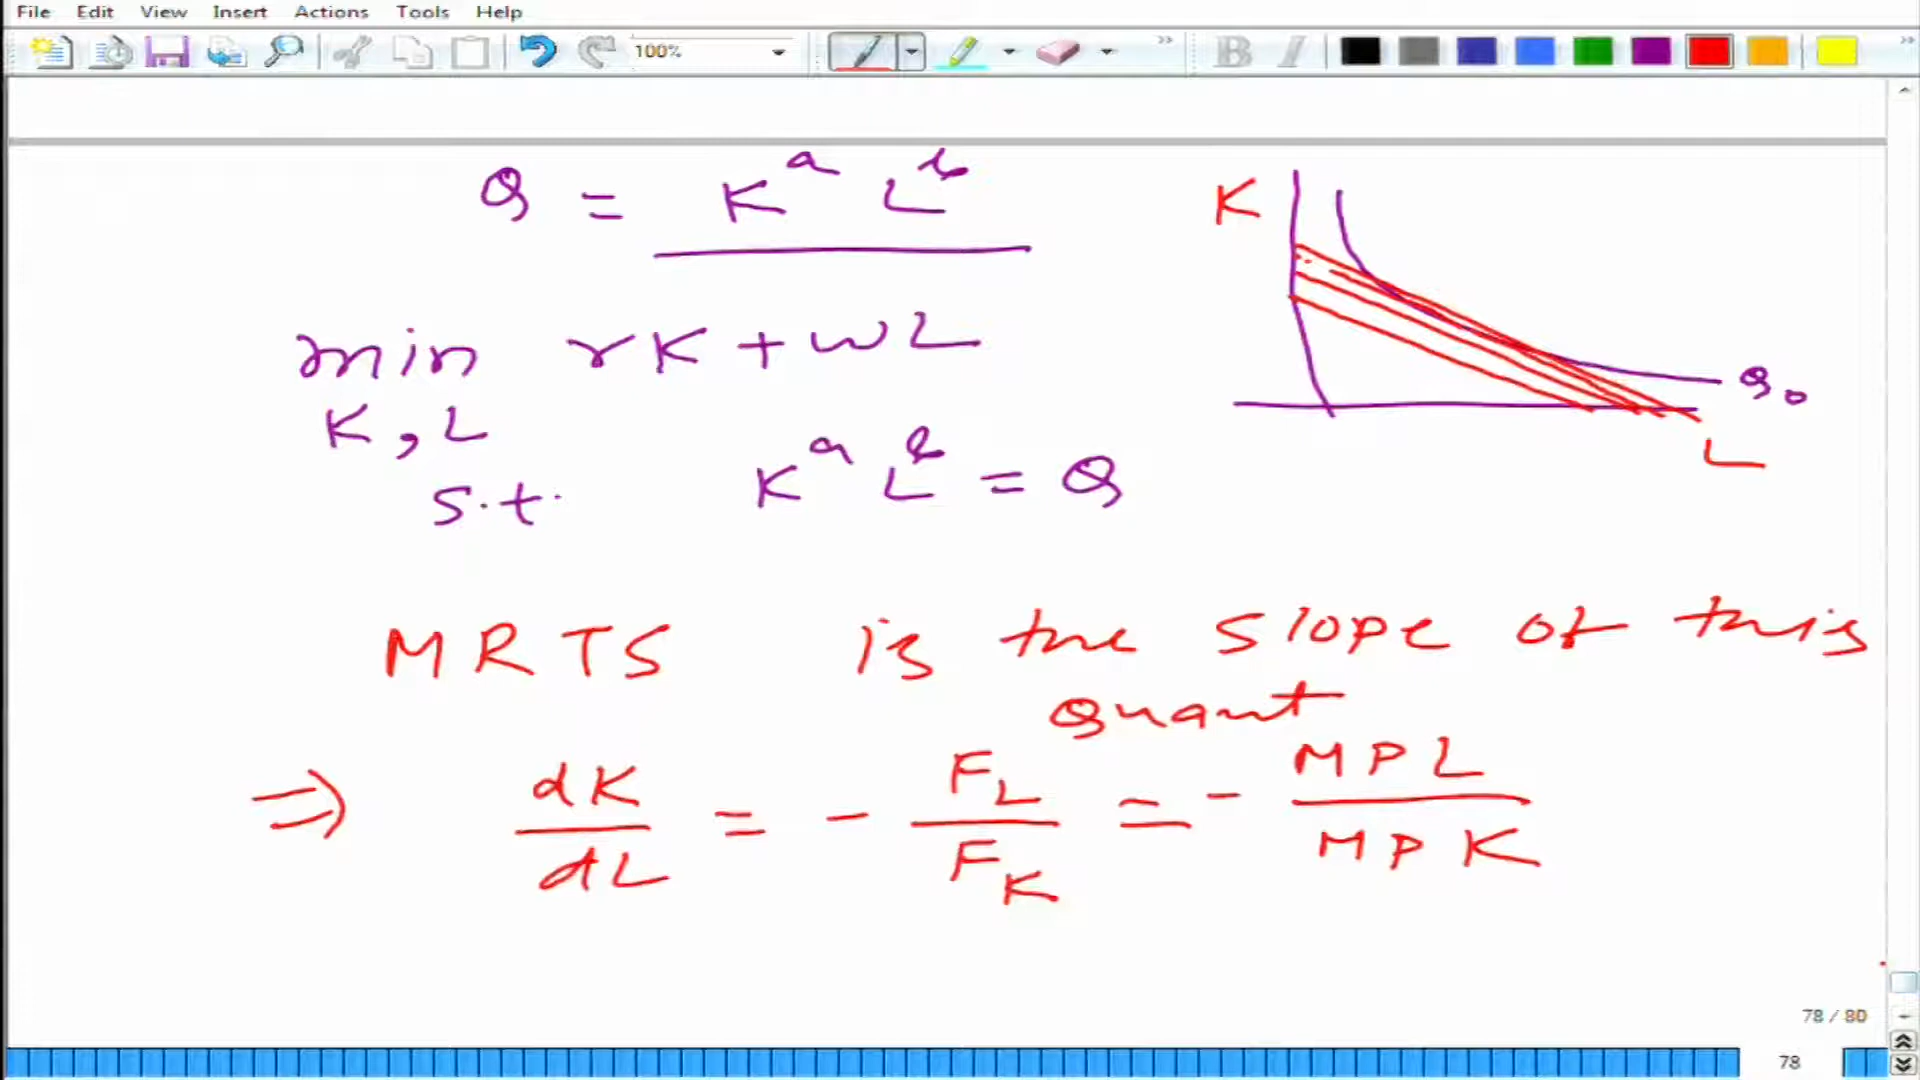 File Edit View Insert Actions Tools Help
100%
Q = K^a L^b
min rK + wL
K, L
s.t. K^a L^b = Q
K
Q₀
L
MRTS is the slope of this
quant
⇒ dK/dL = - F_L/F_K = - MPL/MPK
78 / 80
78